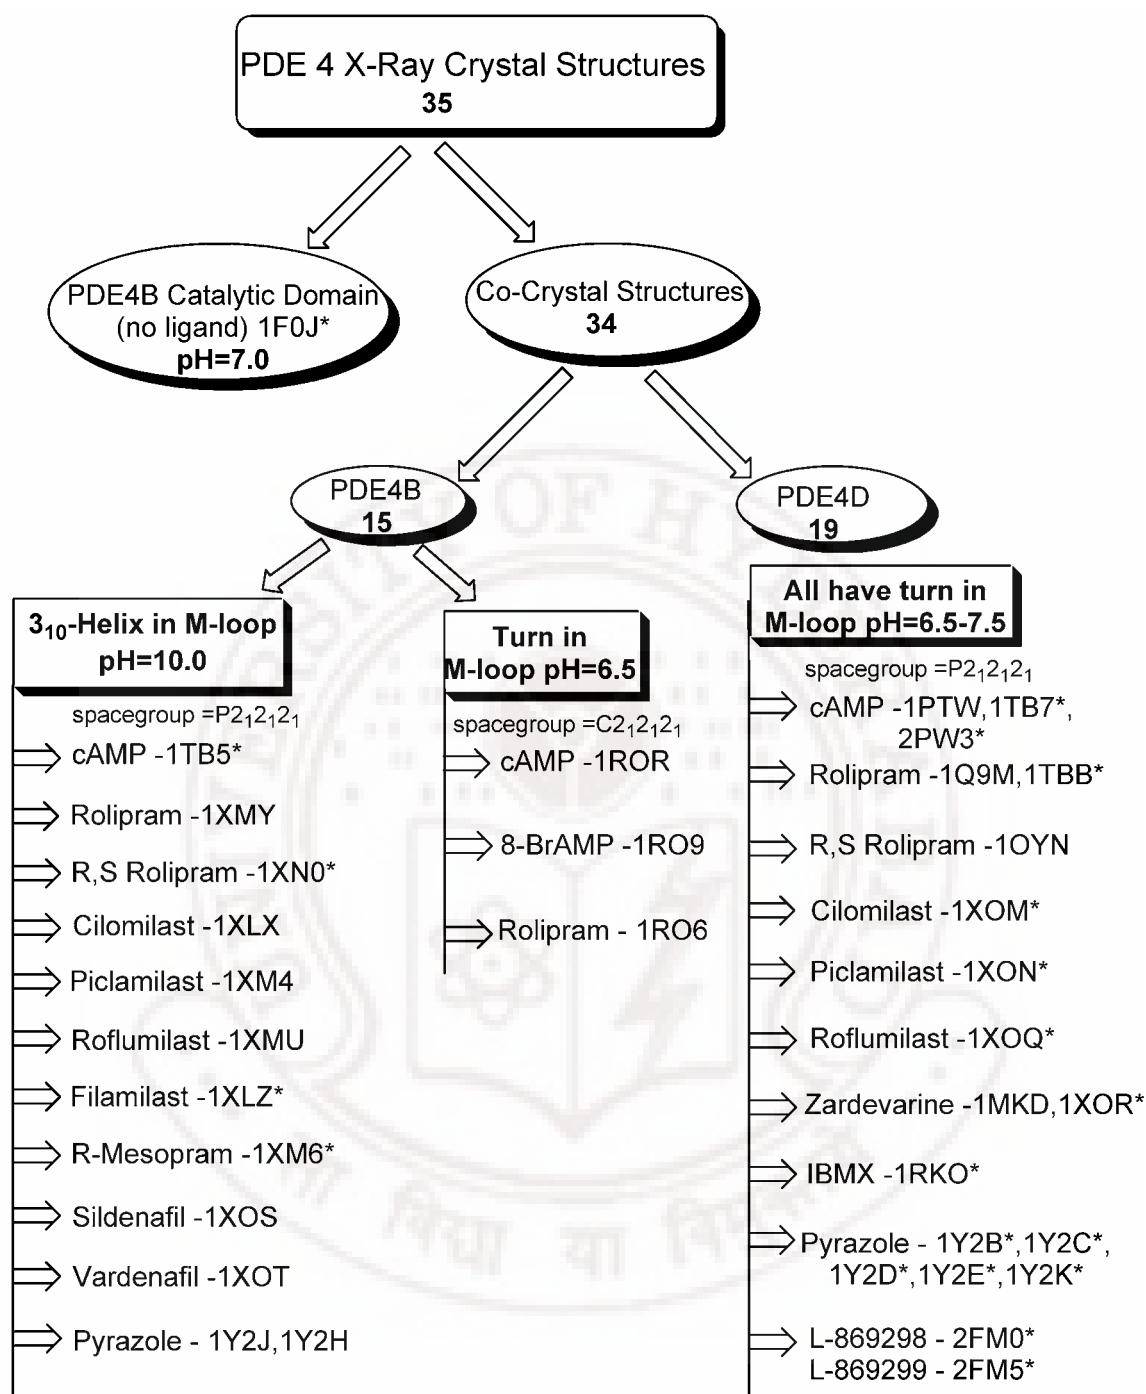 PDE 4 X-Ray Crystal Structures
35
PDE4B Catalytic Domain
(no ligand) 1F0J*
pH=7.0
Co-Crystal Structures
34
PDE4B
15
PDE4D
19
3₁₀-Helix in M-loop
pH=10.0
spacegroup =P2₁2₁2₁
cAMP -1TB5*
Rolipram -1XMY
R,S Rolipram -1XN0*
Cilomilast -1XLX
Piclamilast -1XM4
Roflumilast -1XMU
Filamilast -1XLZ*
R-Mesopram -1XM6*
Sildenafil -1XOS
Vardenafil -1XOT
Pyrazole - 1Y2J,1Y2H
Turn in
M-loop pH=6.5
spacegroup =C2₁2₁2₁
cAMP -1ROR
8-BrAMP -1RO9
Rolipram - 1RO6
All have turn in
M-loop pH=6.5-7.5
spacegroup =P2₁2₁2₁
cAMP -1PTW,1TB7*,
2PW3*
Rolipram -1Q9M,1TBB*
R,S Rolipram -1OYN
Cilomilast -1XOM*
Piclamilast -1XON*
Roflumilast -1XOQ*
Zardevarine -1MKD,1XOR*
IBMX -1RKO*
Pyrazole - 1Y2B*,1Y2C*,
1Y2D*,1Y2E*,1Y2K*
L-869298 - 2FM0*
L-869299 - 2FM5*
UNIVERSITY OF HYDERABAD